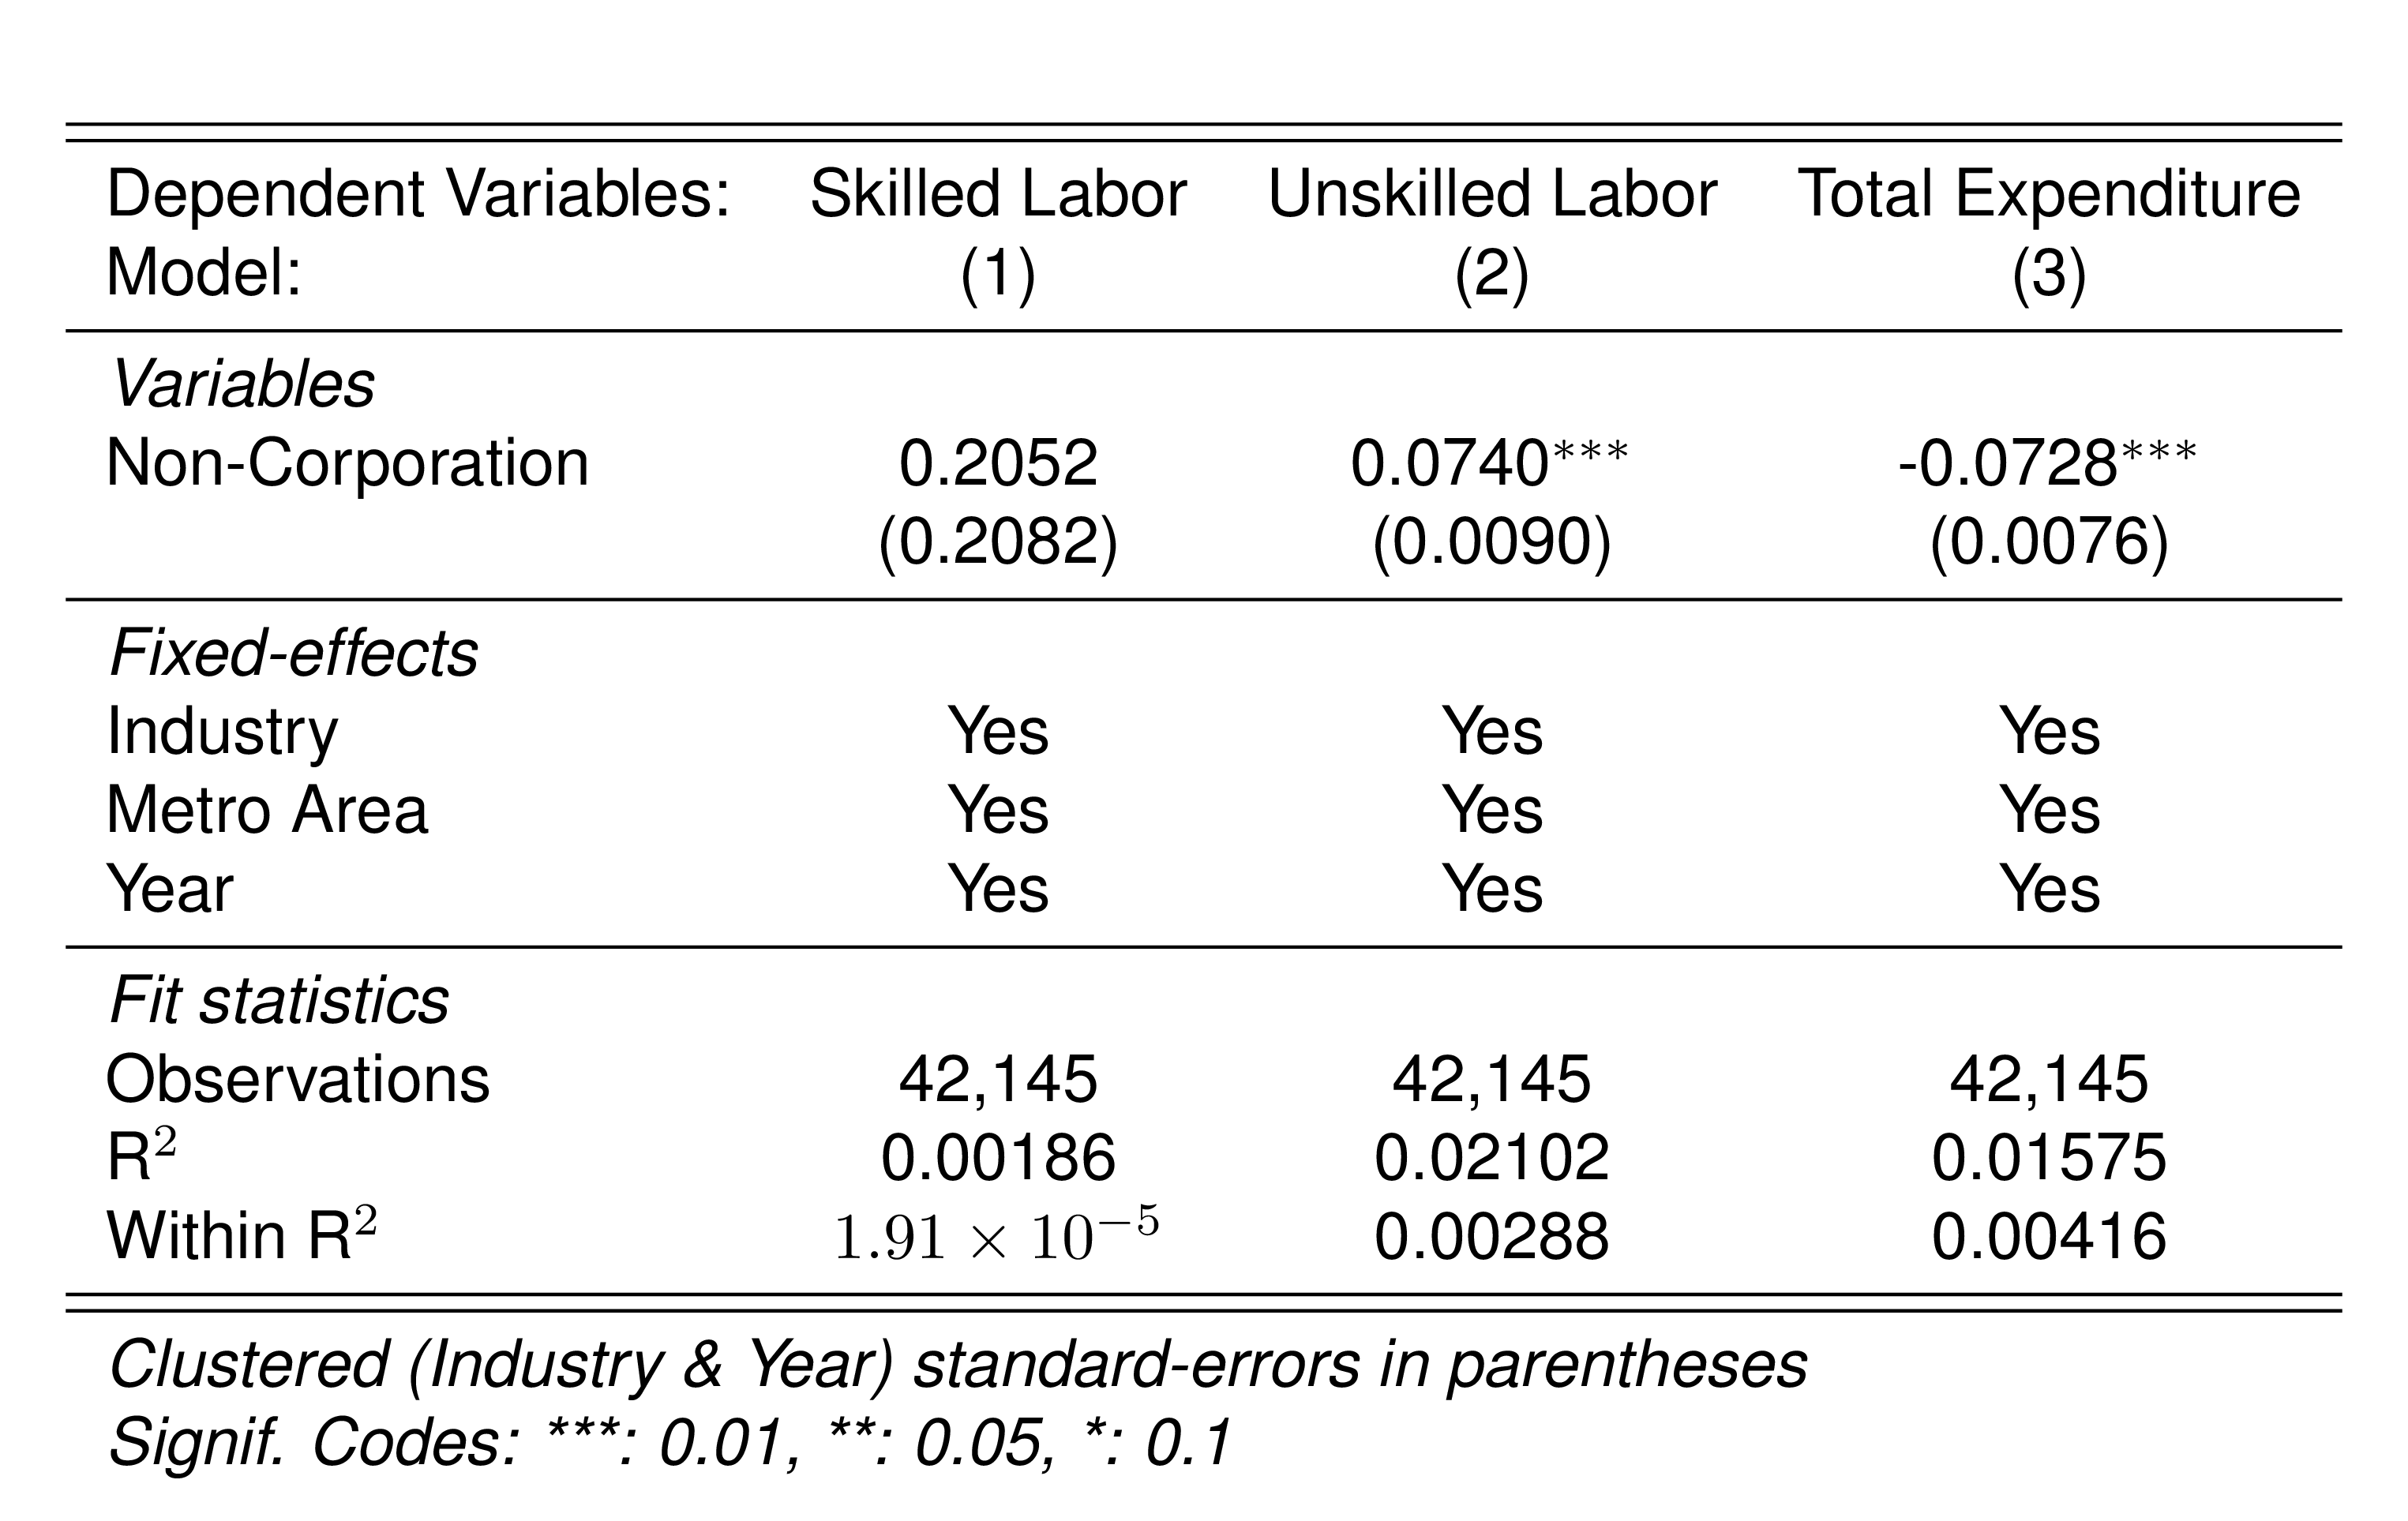 Dependent Variables: Skilled Labor Unskilled Labor Total Expenditure
Model: (1) (2) (3)
Variables
Non-Corporation 0.2052 0.0740*** -0.0728***
(0.2082) (0.0090) (0.0076)
Fixed-effects
Industry Yes Yes Yes
Metro Area Yes Yes Yes
Year Yes Yes Yes
Fit statistics
Observations 42,145 42,145 42,145
R² 0.00186 0.02102 0.01575
Within R² 1.91 × 10⁻⁵ 0.00288 0.00416
Clustered (Industry & Year) standard-errors in parentheses
Signif. Codes: ***: 0.01, **: 0.05, *: 0.1